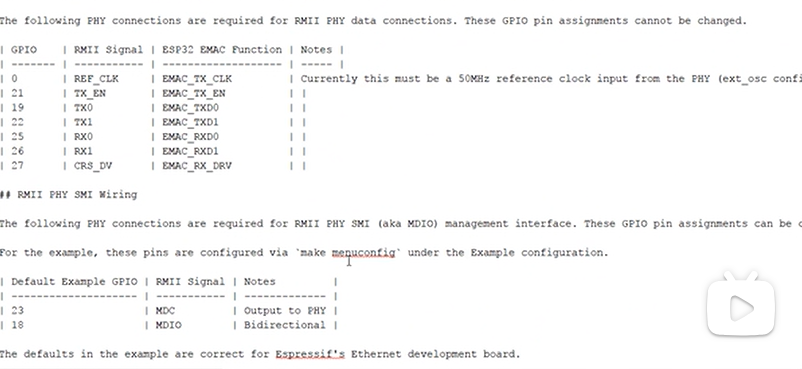 The following PHY connections are required for RMII PHY data connections. These GPIO pin assignments cannot be changed.
| GPIO | RMII Signal | ESP32 EMAC Function | Notes |
| ------- | ----------- | ------------------- | ----- |
| 0 | REF_CLK | EMAC_TX_CLK | Currently this must be a 50MHz reference clock input from the PHY (ext_osc confi
| 21 | TX_EN | EMAC_TX_EN | |
| 19 | TX0 | EMAC_TXD0 | |
| 22 | TX1 | EMAC_TXD1 | |
| 25 | RX0 | EMAC_RXD0 | |
| 26 | RX1 | EMAC_RXD1 | |
| 27 | CRS_DV | EMAC_RX_DRV | |
## RMII PHY SMI Wiring
The following PHY connections are required for RMII PHY SMI (aka MDIO) management interface. These GPIO pin assignments can be c
For the example, these pins are configured via `make menuconfig` under the Example configuration.
| Default Example GPIO | RMII Signal | Notes |
| -------------------- | ----------- | ------------- |
| 23 | MDC | Output to PHY |
| 18 | MDIO | Bidirectional |
The defaults in the example are correct for Espressif's Ethernet development board.